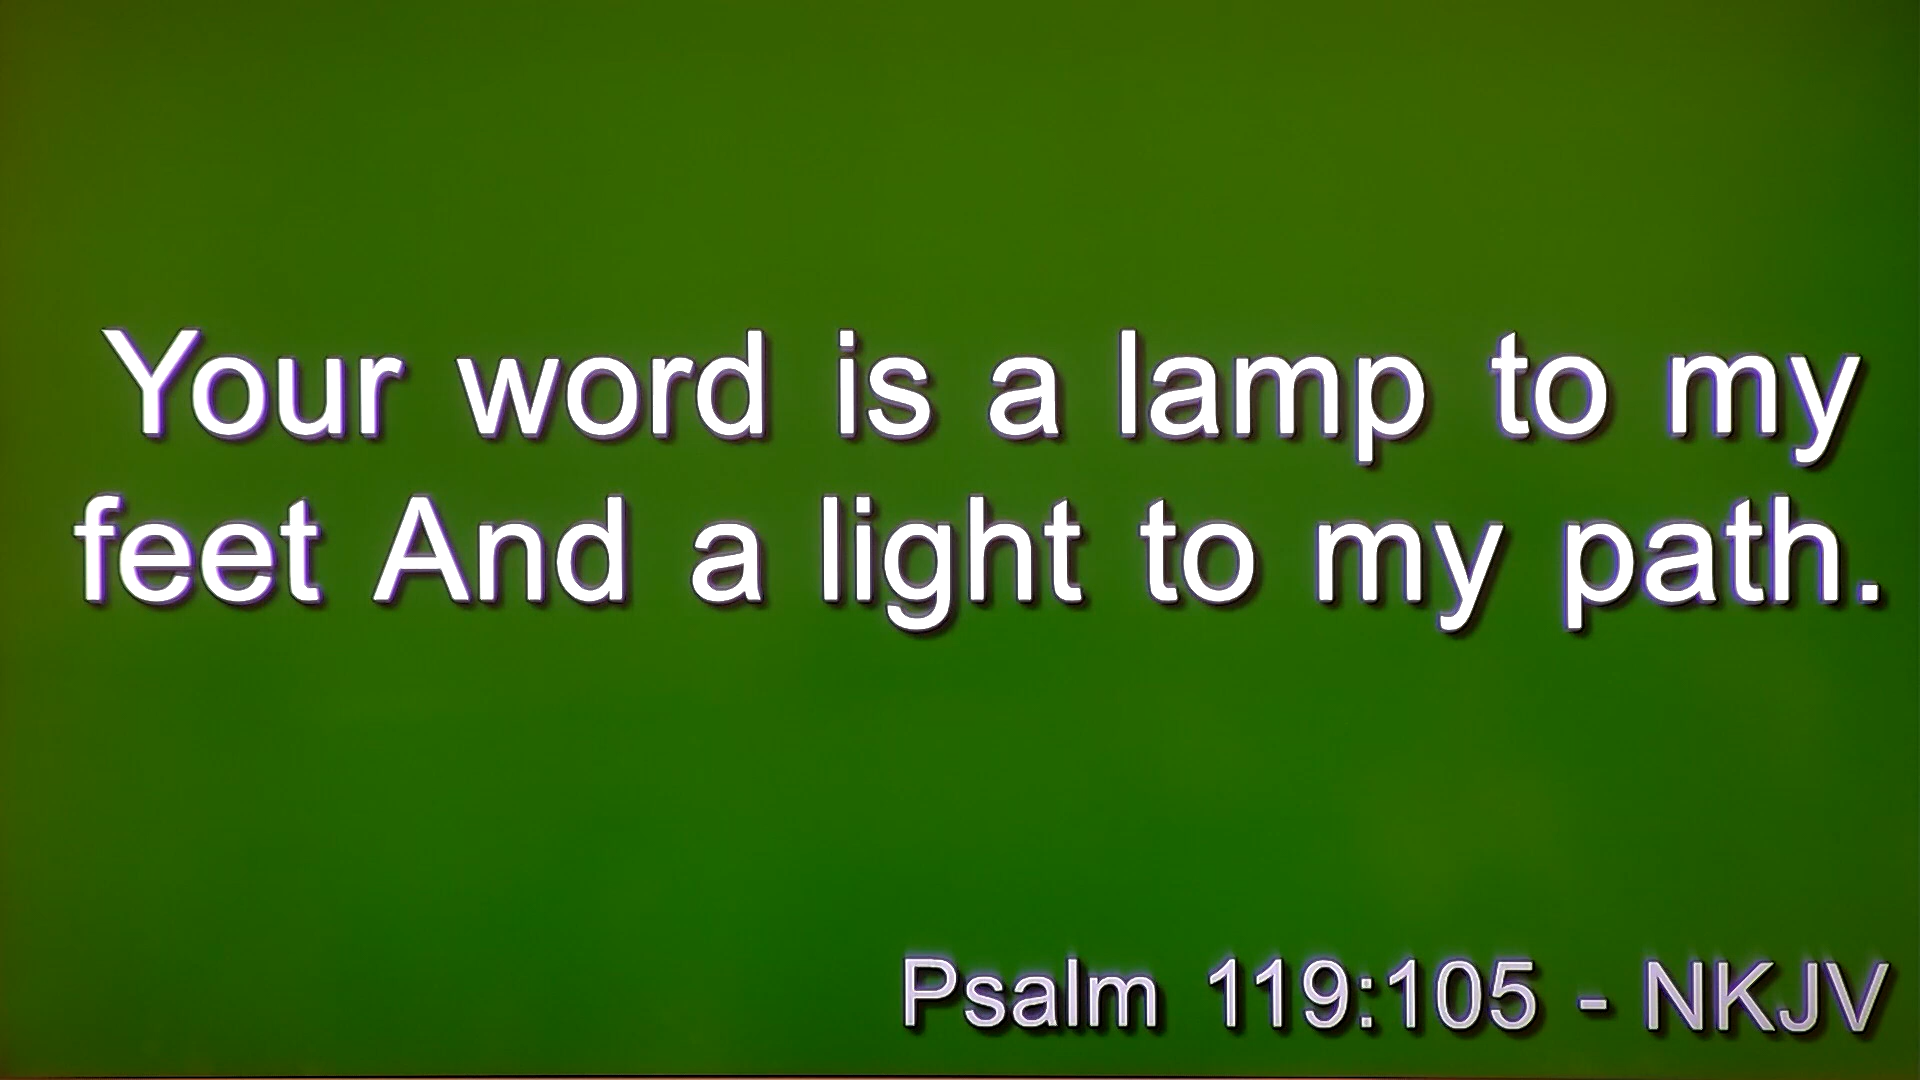 Your word is a lamp to my
feet And a light to my path.
Psalm 119:105 - NKJV